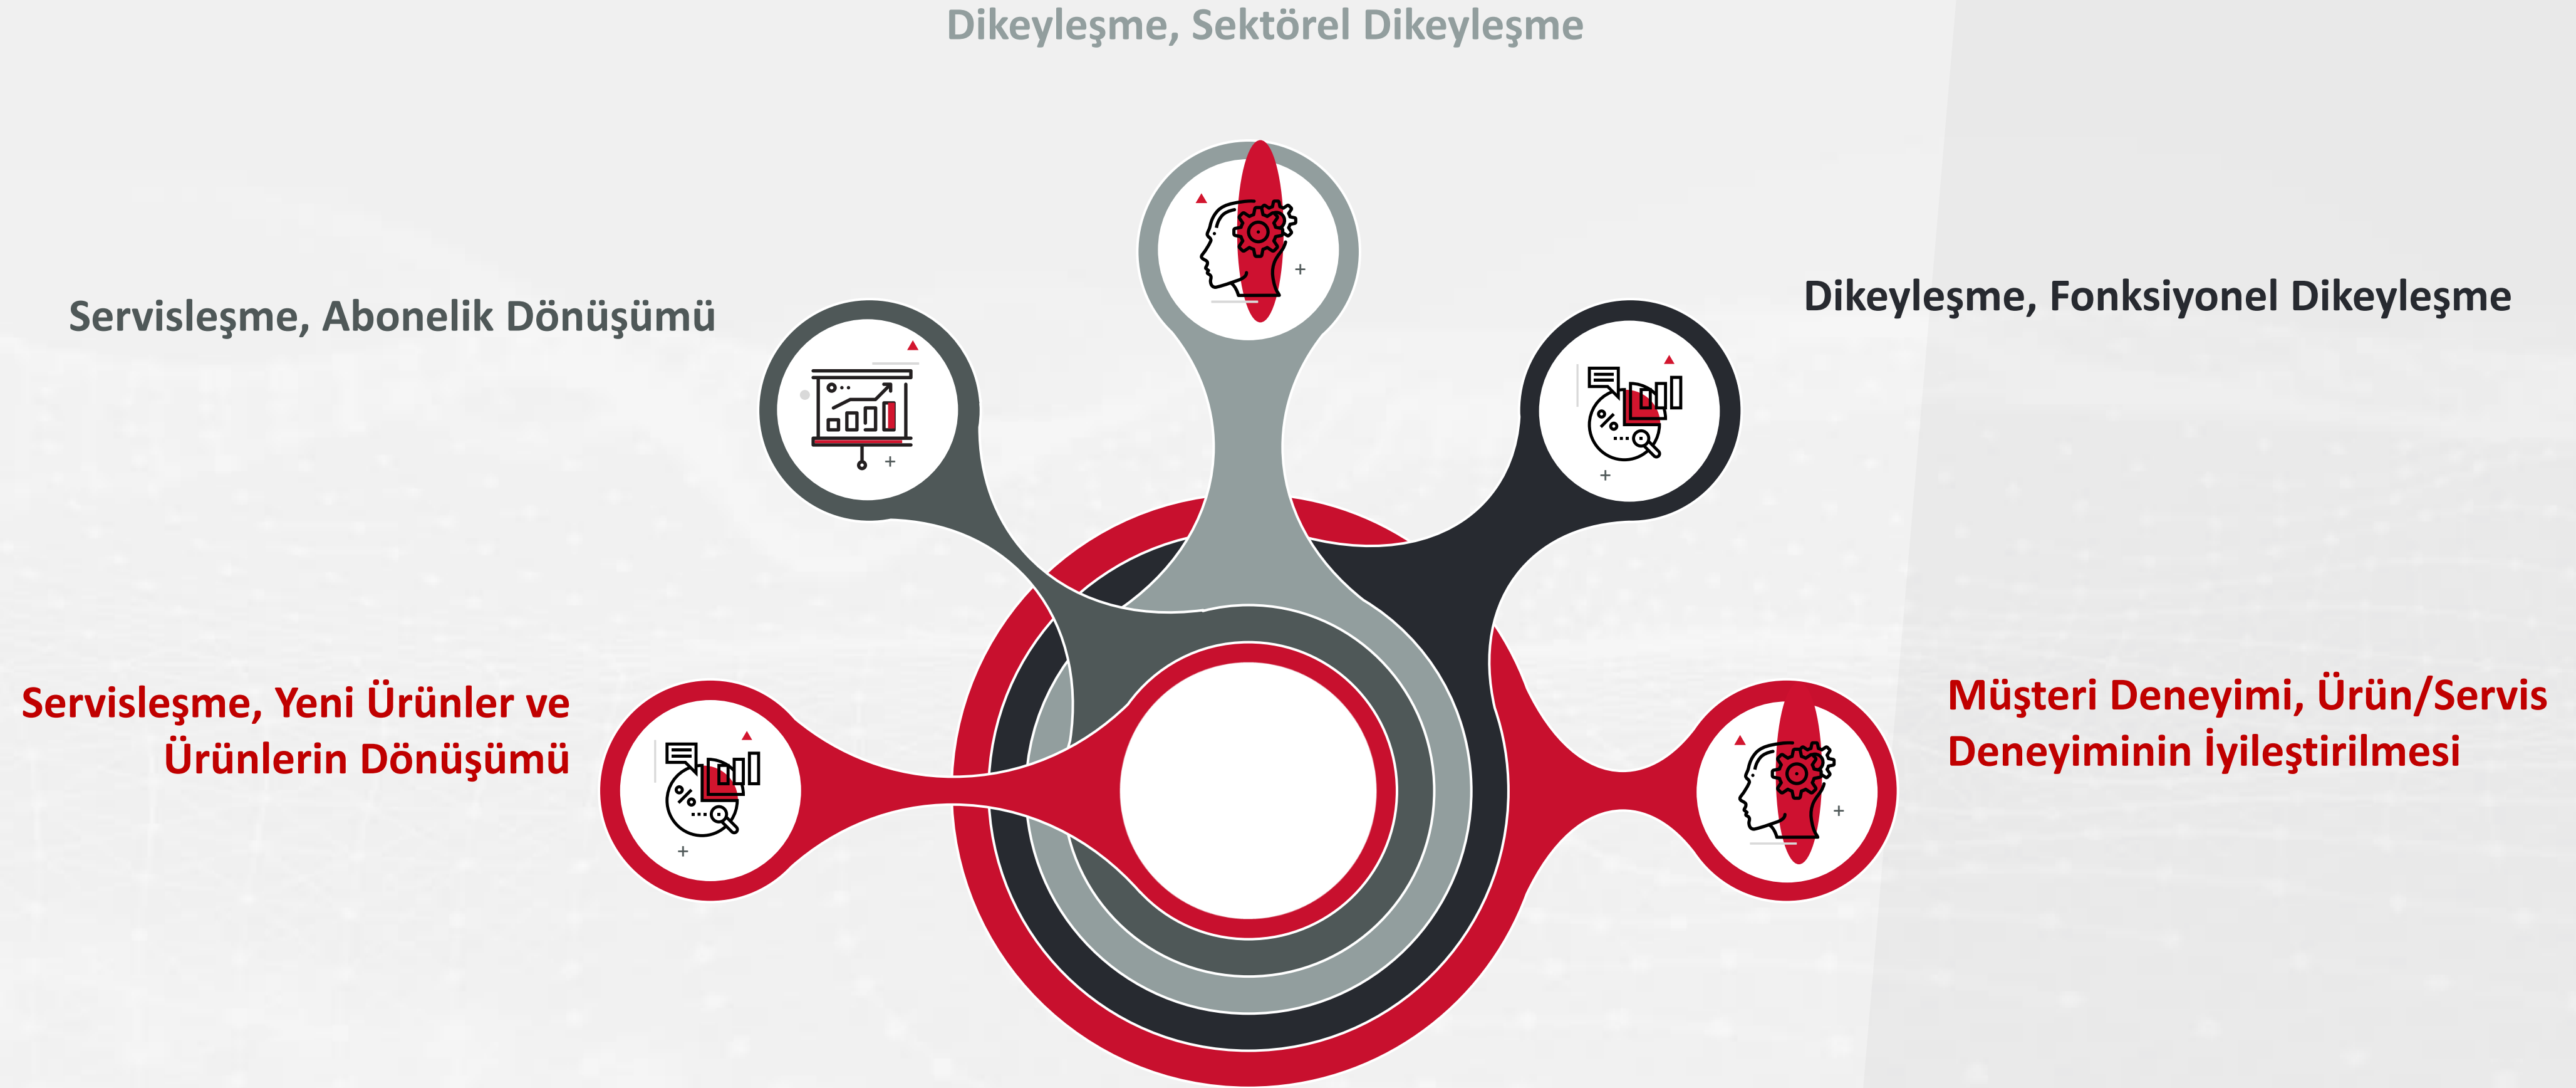 Dikeyleşme, Sektörel Dikeyleşme
Servisleşme, Abonelik Dönüşümü
Dikeyleşme, Fonksiyonel Dikeyleşme
Servisleşme, Yeni Ürünler ve
Ürünlerin Dönüşümü
Müşteri Deneyimi, Ürün/Servis
Deneyiminin İyileştirilmesi